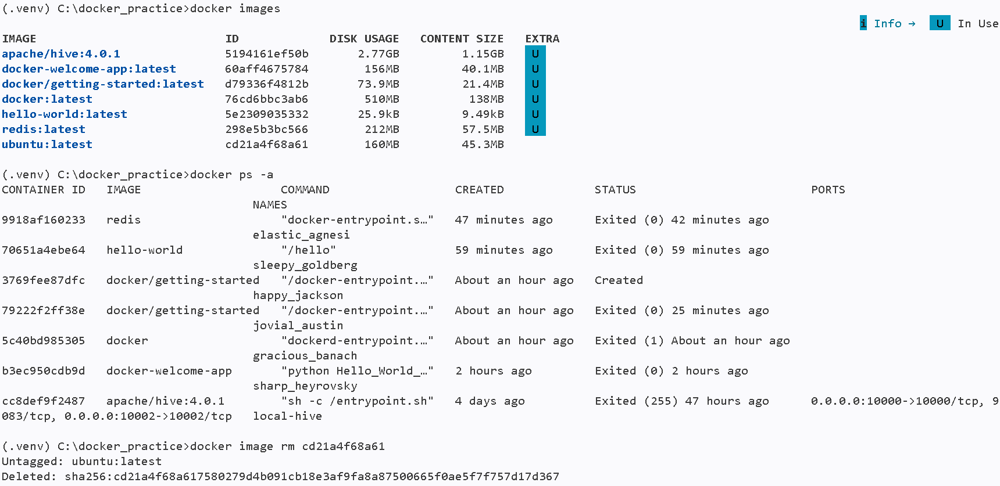 (.venv) C:\docker_practice>docker images
i Info →   U  In Use
IMAGE                           ID             DISK USAGE   CONTENT SIZE   EXTRA
apache/hive:4.0.1               5194161ef50b       2.77GB         1.15GB    U
docker-welcome-app:latest       60aff4675784        156MB         40.1MB    U
docker/getting-started:latest   d79336f4812b       73.9MB         21.4MB    U
docker:latest                   76cd6bbc3ab6        510MB          138MB    U
hello-world:latest              5e2309035332       25.9kB         9.49kB    U
redis:latest                    298e5b3bc566        212MB         57.5MB    U
ubuntu:latest                   cd21a4f68a61        160MB         45.3MB
(.venv) C:\docker_practice>docker ps -a
CONTAINER ID   IMAGE                    COMMAND                  CREATED             STATUS                         PORTS
NAMES
9918af160233   redis                    "docker-entrypoint.s…"   47 minutes ago      Exited (0) 42 minutes ago
elastic_agnesi
70651a4ebe64   hello-world              "/hello"                 59 minutes ago      Exited (0) 59 minutes ago
sleepy_goldberg
3769fee87dfc   docker/getting-started   "/docker-entrypoint.…"   About an hour ago   Created
happy_jackson
79222f2ff38e   docker/getting-started   "/docker-entrypoint.…"   About an hour ago   Exited (0) 25 minutes ago
jovial_austin
5c40bd985305   docker                   "dockerd-entrypoint.…"   About an hour ago   Exited (1) About an hour ago
gracious_banach
b3ec950cdb9d   docker-welcome-app       "python Hello_World_…"   2 hours ago         Exited (0) 2 hours ago
sharp_heyrovsky
cc8def9f2487   apache/hive:4.0.1        "sh -c /entrypoint.sh"   4 days ago          Exited (255) 47 hours ago      0.0.0.0:10000->10000/tcp, 9
083/tcp, 0.0.0.0:10002->10002/tcp   local-hive
(.venv) C:\docker_practice>docker image rm cd21a4f68a61
Untagged: ubuntu:latest
Deleted: sha256:cd21a4f68a617580279d4b091cb18e3af9fa8a87500665f0ae5f7f757d17d367